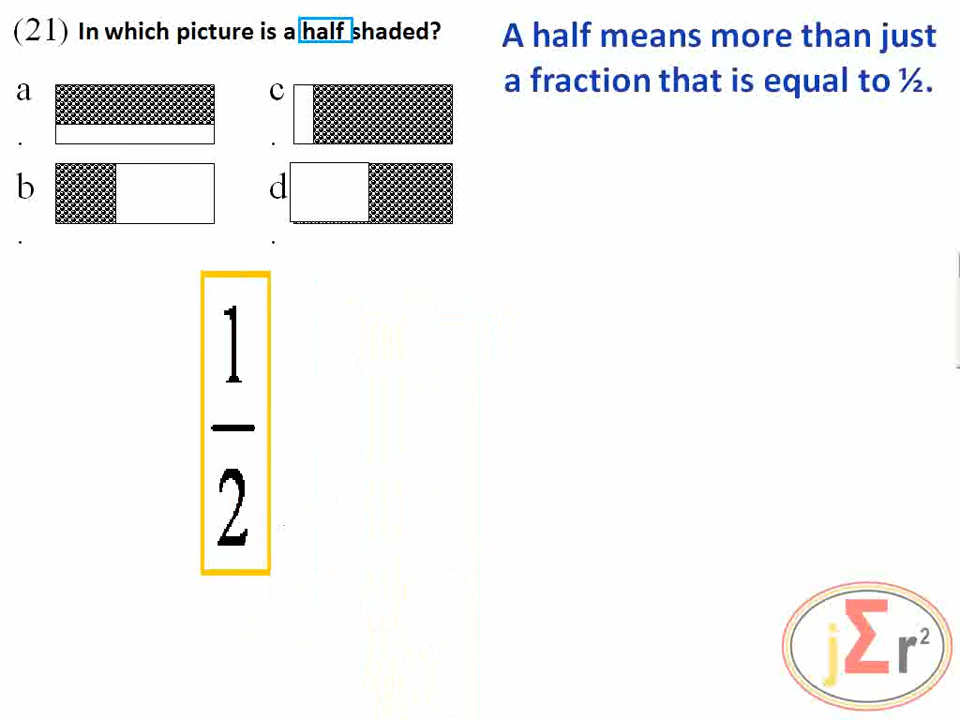 (21) In which picture is a half shaded?
A half means more than just
a fraction that is equal to ½.
a
.
c
.
b
.
d
.
1
2
jΣr²